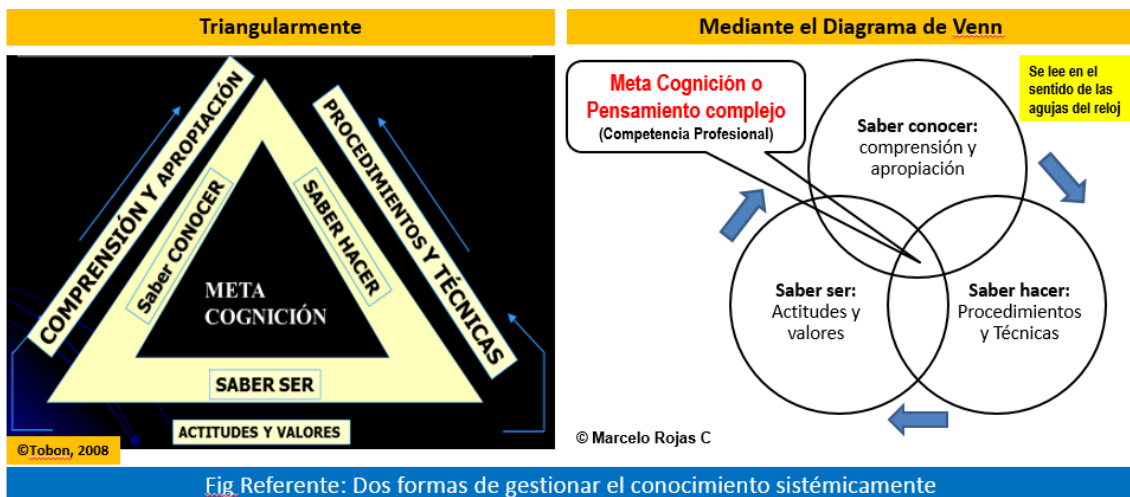 Triangularmente
COMPRENSIÓN Y APROPIACIÓN
Saber CONOCER
PROCEDIMIENTOS Y TÉCNICAS
SABER HACER
META
COGNICIÓN
SABER SER
ACTITUDES Y VALORES
©Tobon, 2008
Mediante el Diagrama de Venn
Meta Cognición o
Pensamiento complejo
(Competencia Profesional)
Se lee en el
sentido de las
agujas del reloj
Saber conocer:
comprensión y
apropiación
Saber ser:
Actitudes y
valores
Saber hacer:
Procedimientos
y Técnicas
© Marcelo Rojas C
Fig Referente: Dos formas de gestionar el conocimiento sistémicamente